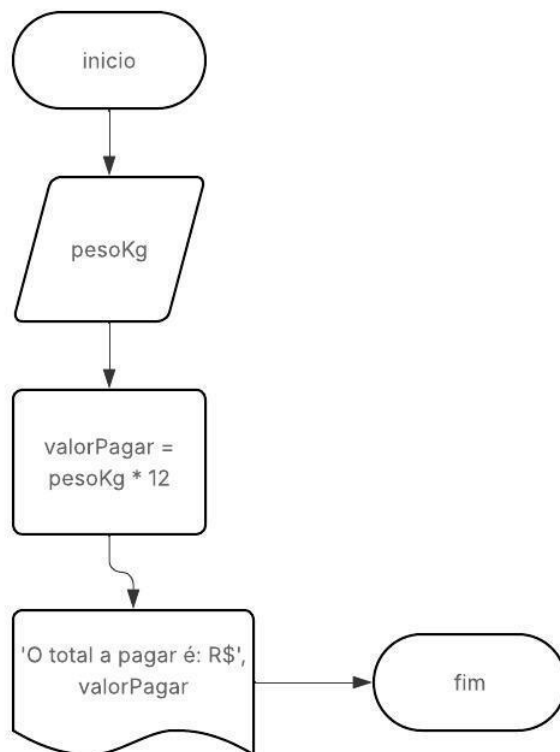 inicio
pesoKg
valorPagar =
pesoKg * 12
'O total a pagar é: R$',
valorPagar
fim